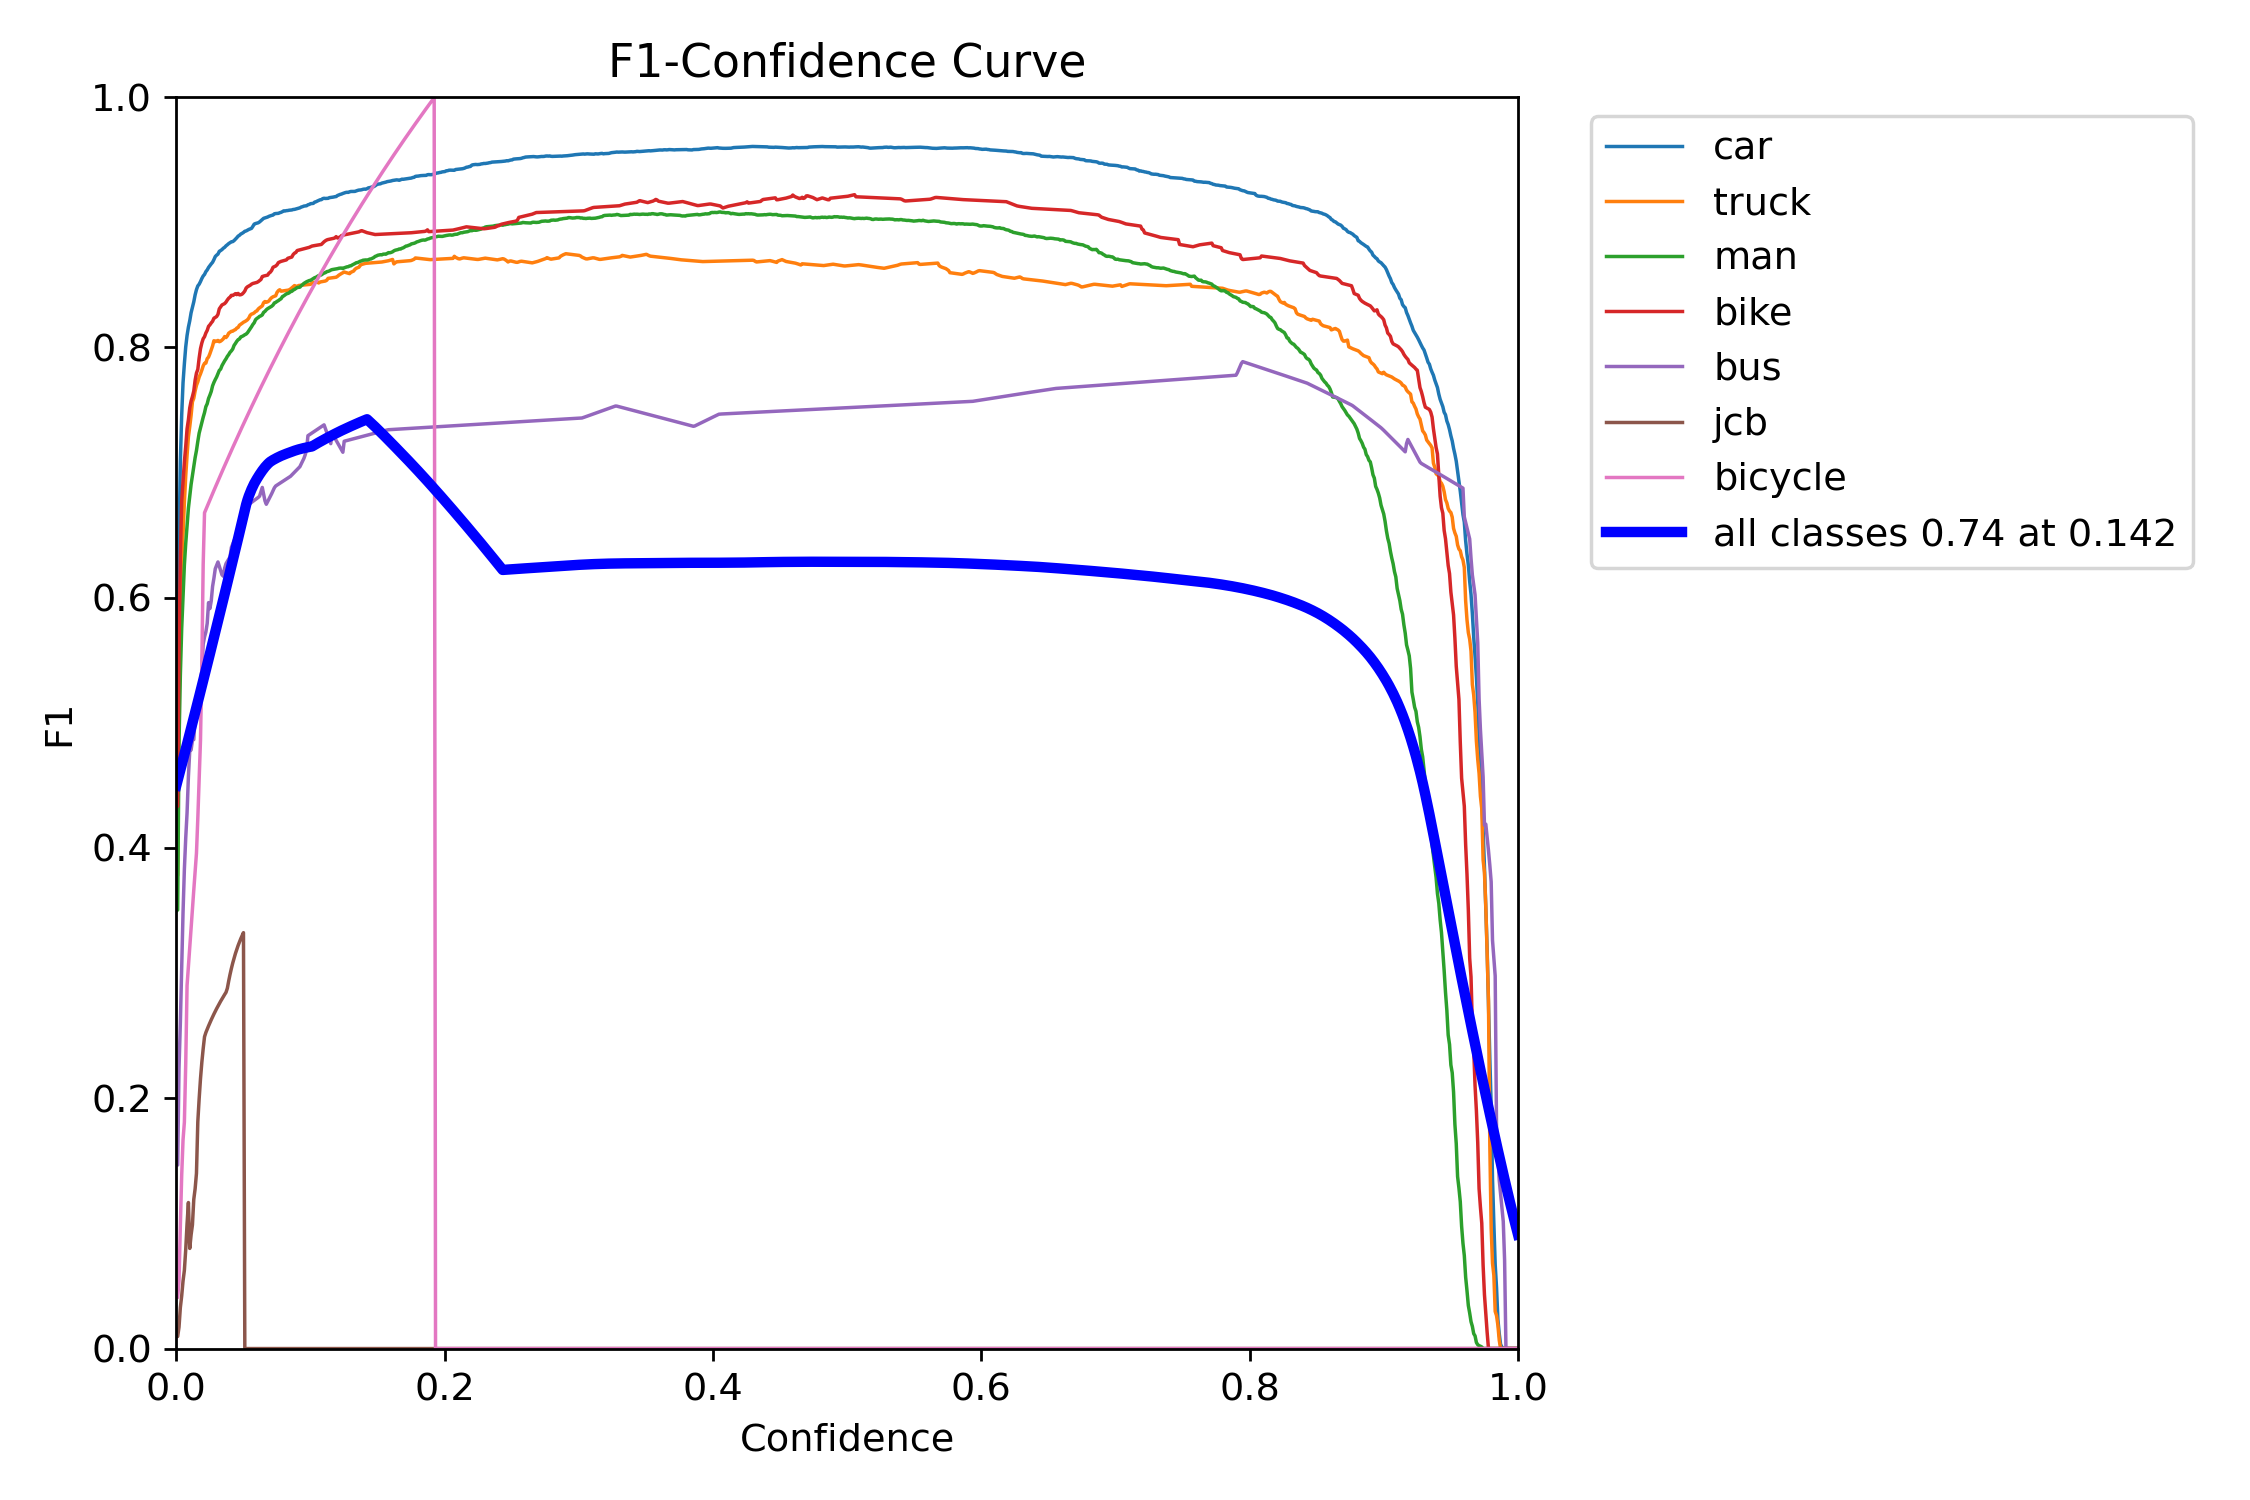 F1-Confidence Curve
F1
1.0
0.8
0.6
0.4
0.2
0.0
0.0 0.2 0.4 0.6 0.8 1.0
Confidence
car
truck
man
bike
bus
jcb
bicycle
all classes 0.74 at 0.142